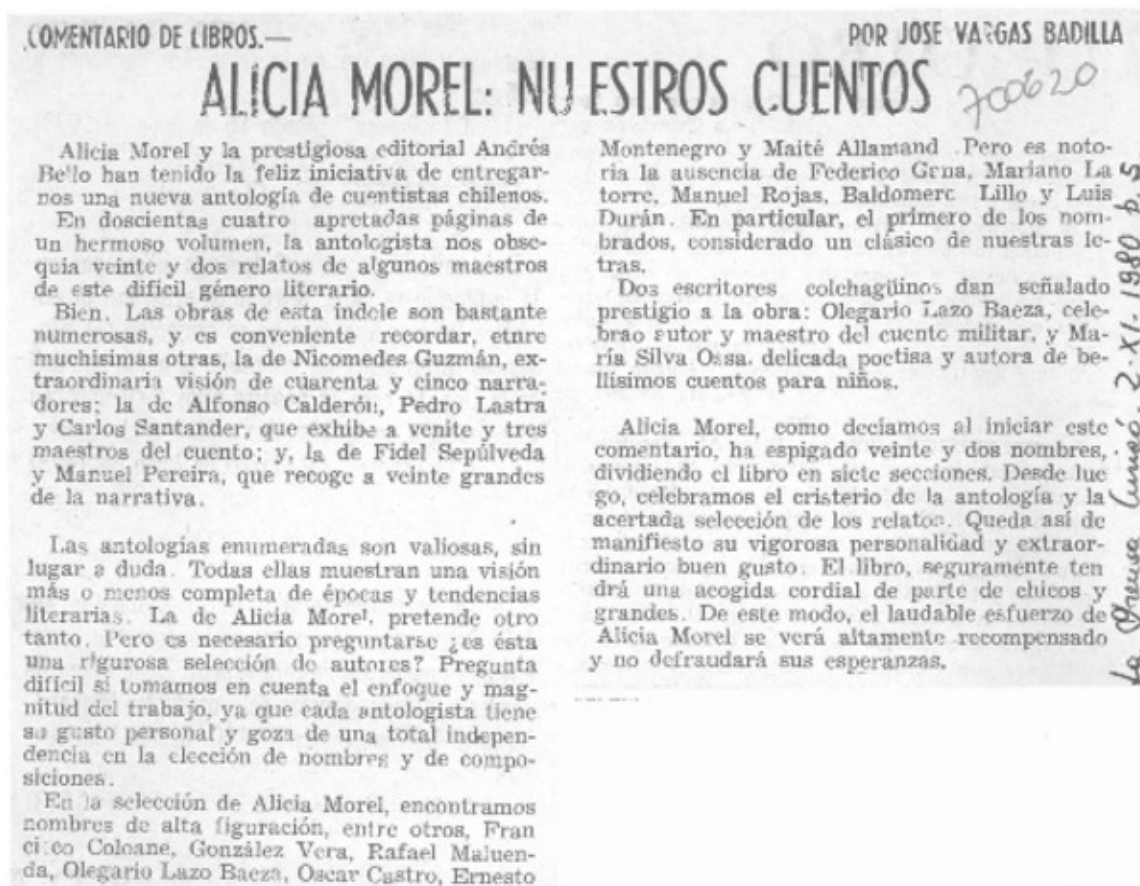 COMENTARIO DE LIBROS.—
POR JOSE VARGAS BADILLA
ALICIA MOREL: NUESTROS CUENTOS
700620
Alicia Morel y la prestigiosa editorial Andrés
Bello han tenido la feliz iniciativa de entregar-
nos una nueva antología de cuentistas chilenos.
En doscientas cuatro apretadas páginas de
un hermoso volumen, la antologista nos obse-
quia veinte y dos relatos de algunos maestros
de este difícil género literario.
Bien. Las obras de esta índole son bastante
numerosas, y es conveniente recordar, etnre
muchísimas otras, la de Nicomedes Guzmán, ex-
traordinaria visión de cuarenta y cinco narra-
dores; la de Alfonso Calderón, Pedro Lastra
y Carlos Santander, que exhibe a venite y tres
maestros del cuento; y, la de Fidel Sepúlveda
y Manuel Pereira, que recoge a veinte grandes
de la narrativa.
Las antologías enumeradas son valiosas, sin
lugar a duda. Todas ellas muestran una visión
más o menos completa de épocas y tendencias
literarias. La de Alicia Morel, pretende otro
tanto. Pero es necesario preguntarse ¿es ésta
una rigurosa selección de autores? Pregunta
difícil si tomamos en cuenta el enfoque y mag-
nitud del trabajo, ya que cada antologista tiene
su gusto personal y goza de una total indepen-
dencia en la elección de nombres y de compo-
siciones.
En la selección de Alicia Morel, encontramos
nombres de alta figuración, entre otros, Fran
cisco Coloane, González Vera, Rafael Maluen-
da, Olegario Lazo Baeza, Oscar Castro, Ernesto
Montenegro y Maité Allamand .Pero es noto-
ria la ausencia de Federico Gana, Mariano La
torre, Manuel Rojas, Baldomero Lillo y Luis
Durán. En particular, el primero de los nom-
brados, considerado un clásico de nuestras le-
tras.
Dos escritores colchagüinos dan señalado
prestigio a la obra: Olegario Lazo Baeza, cele-
brao autor y maestro del cuento militar, y Ma-
ría Silva Ossa. delicada poetisa y autora de be-
llísimos cuentos para niños.
Alicia Morel, como decíamos al iniciar este
comentario, ha espigado veinte y dos nombres,
dividiendo el libro en siete secciones. Desde lue
go, celebramos el cristerio de la antología y la
acertada selección de los relatos. Queda así de
manifiesto su vigorosa personalidad y extraor-
dinario buen gusto. El libro, seguramente ten
drá una acogida cordial de parte de chicos y
grandes. De este modo, el laudable esfuerzo de
Alicia Morel se verá altamente recompensado
y no defraudará sus esperanzas.
La Prensa, Curicó, 2-XI-1980 p.5